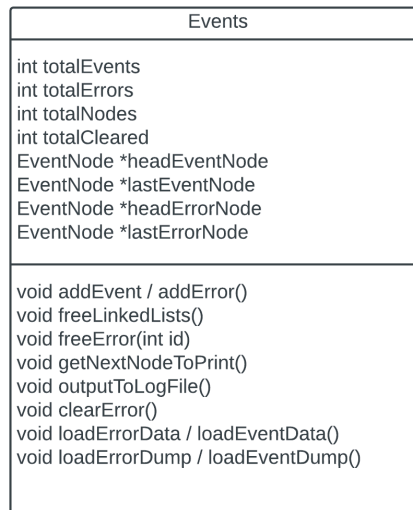 Events
int totalEvents
int totalErrors
int totalNodes
int totalCleared
EventNode *headEventNode
EventNode *lastEventNode
EventNode *headErrorNode
EventNode *lastErrorNode
void addEvent / addError()
void freeLinkedLists()
void freeError(int id)
void getNextNodeToPrint()
void outputToLogFile()
void clearError()
void loadErrorData / loadEventData()
void loadErrorDump / loadEventDump()